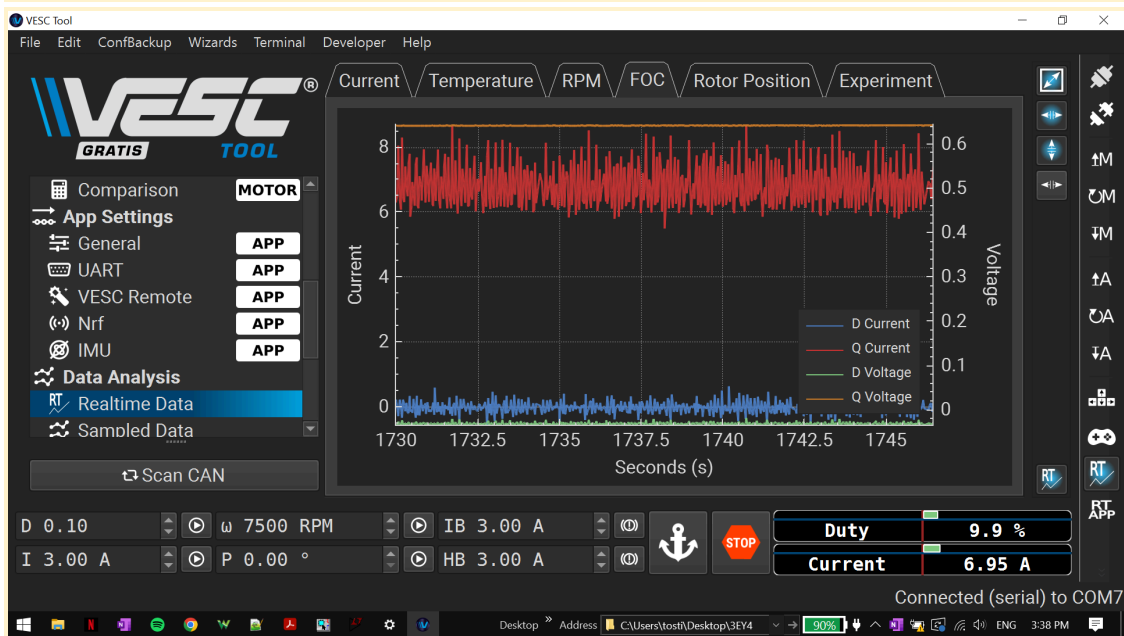 VESC Tool
File Edit ConfBackup Wizards Terminal Developer Help
VESC®
GRATIS TOOL
Comparison MOTOR
App Settings
General APP
UART APP
VESC Remote APP
Nrf APP
IMU APP
Data Analysis
RT Realtime Data
Sampled Data
Scan CAN
Current Temperature RPM FOC Rotor Position Experiment
8
6
4
2
0
Current
0.6
0.5
0.4
0.3
0.2
0.1
0
Voltage
D Current
Q Current
D Voltage
Q Voltage
1730 1732.5 1735 1737.5 1740 1742.5 1745
Seconds (s)
RT
M
M
M
A
A
A
RT
RT
APP
D 0.10 ω 7500 RPM IB 3.00 A
I 3.00 A P 0.00 ° HB 3.00 A
STOP
Duty 9.9 %
Current 6.95 A
Connected (serial) to COM7
Desktop » Address C:\Users\tosti\Desktop\3EY4 90% ENG 3:38 PM